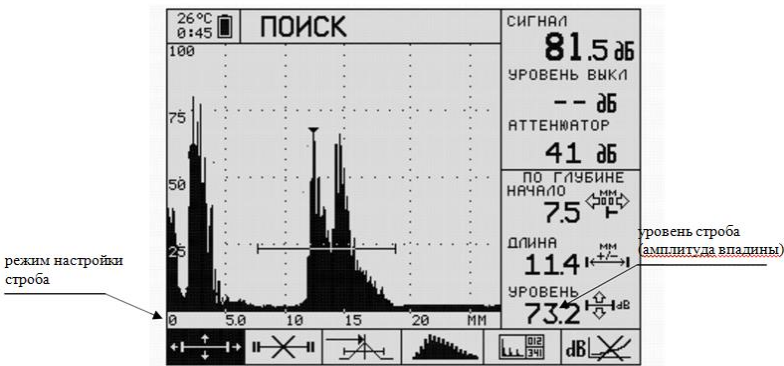 26°C
0:45
ПОИСК
СИГНАЛ
81.5 дБ
УРОВЕНЬ ВЫКЛ
-- дБ
АТТЕНЮАТОР
41 дБ
ПО ГЛУБИНЕ
НАЧАЛО
мм
7.5
ДЛИНА
мм
11.4 +/-
УРОВЕНЬ
73.2 dB
100
75
50
25
0 5.0 10 15 20 ММ
012
341
dB
режим настройки
строба
уровень строба
(амплитуда впадины)